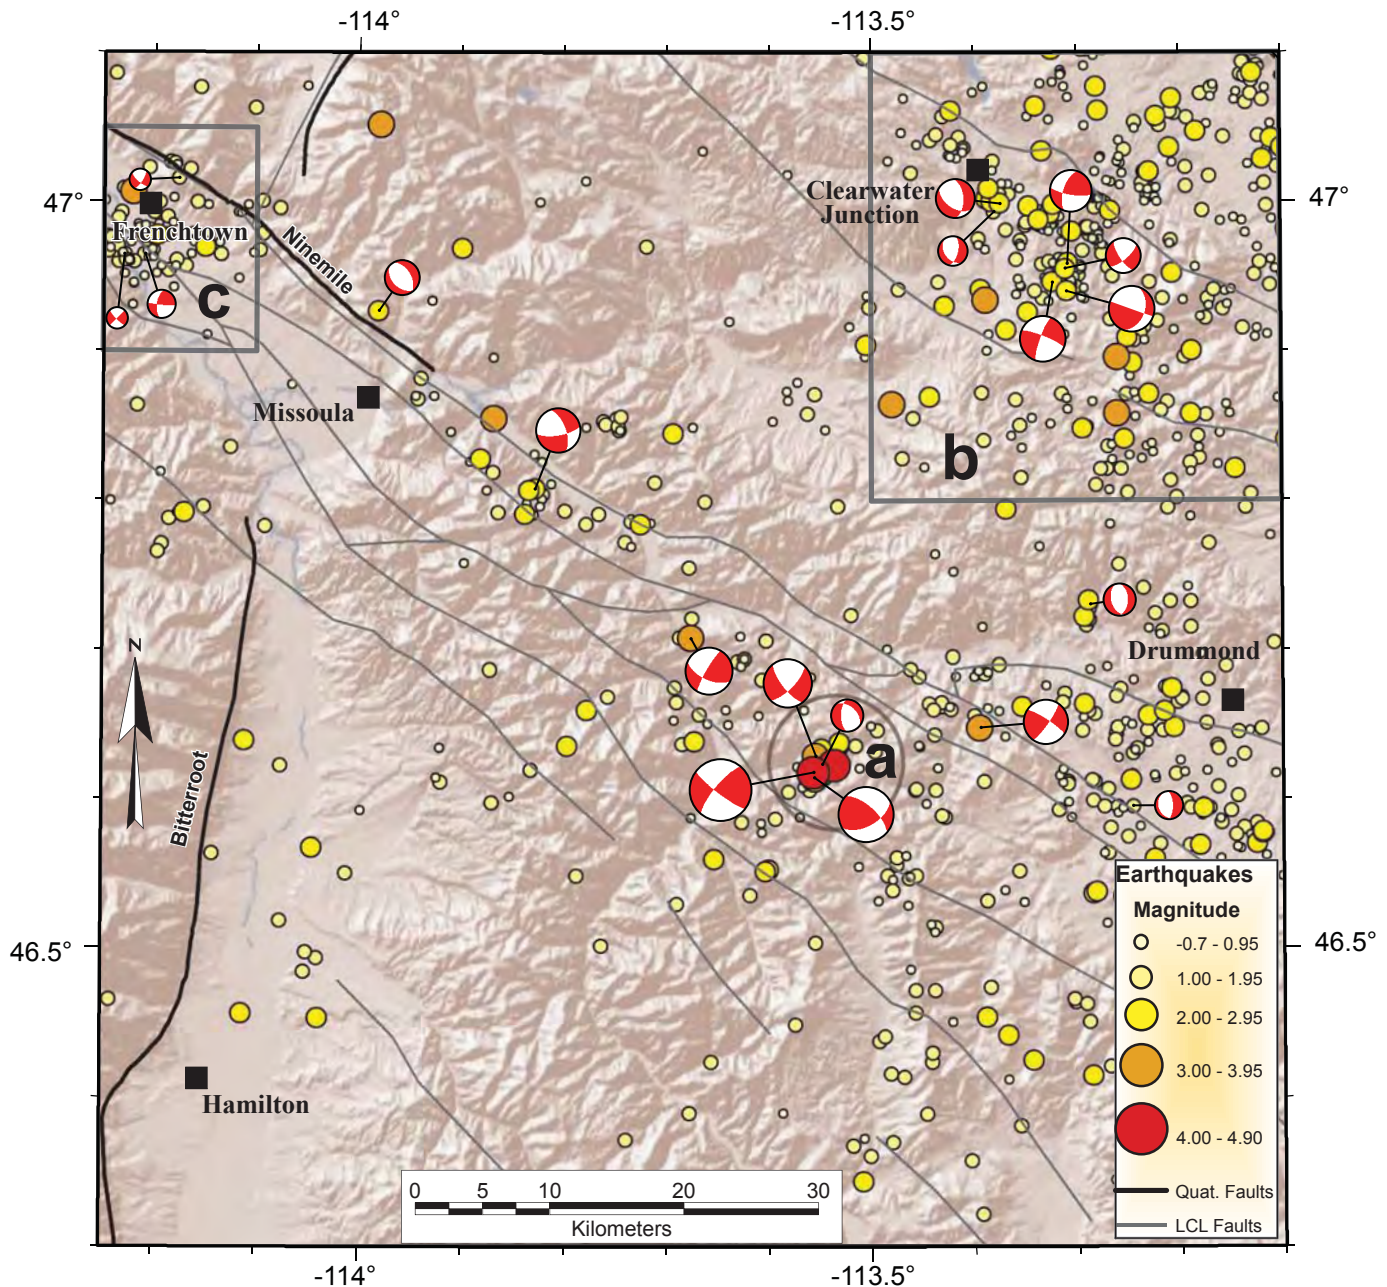 -114°
-113.5°
47°
47°
Clearwater
Junction
Frenchtown
Ninemile
c
Missoula
b
Drummond
N
a
Bitterroot
Earthquakes
Magnitude
-0.7 - 0.95
1.00 - 1.95
2.00 - 2.95
3.00 - 3.95
4.00 - 4.90
Quat. Faults
LCL Faults
46.5°
46.5°
Hamilton
0 5 10 20 30
Kilometers
-114°
-113.5°